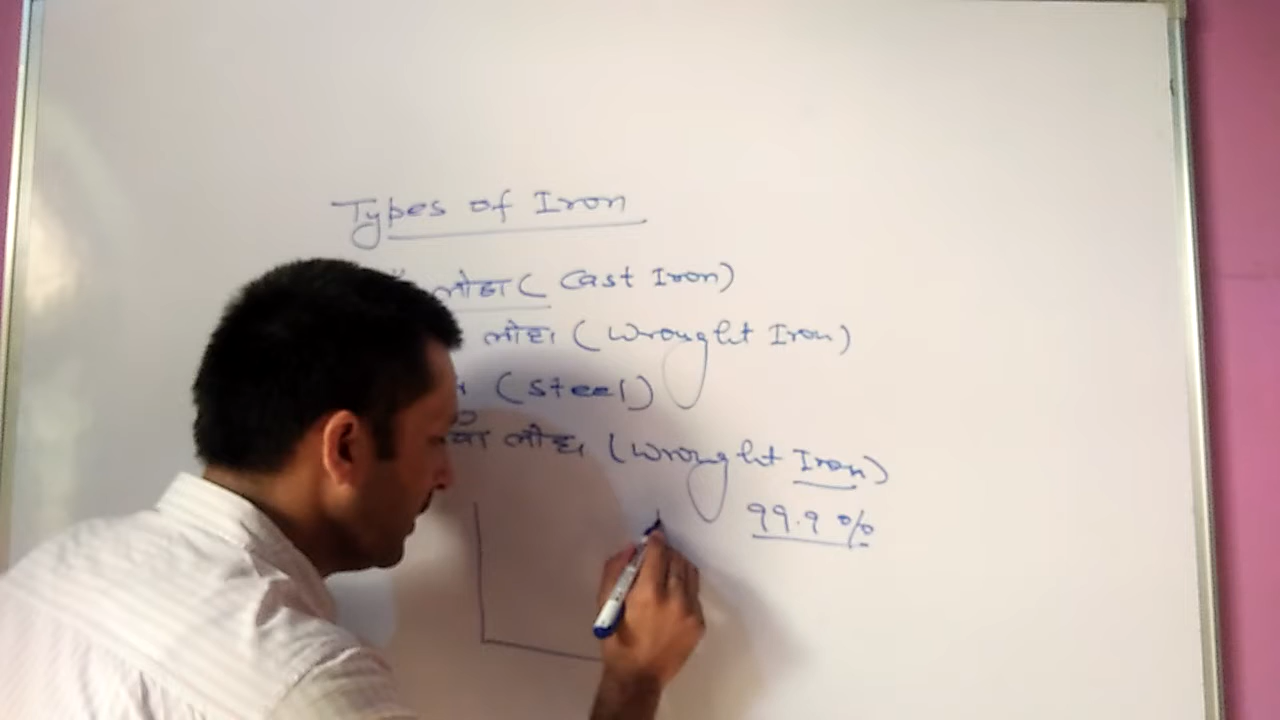 Types of Iron
लोहा ( Cast Iron)
लोहा (Wrought Iron)
(Steel)
लोहा (Wrought Iron)
99.9 %